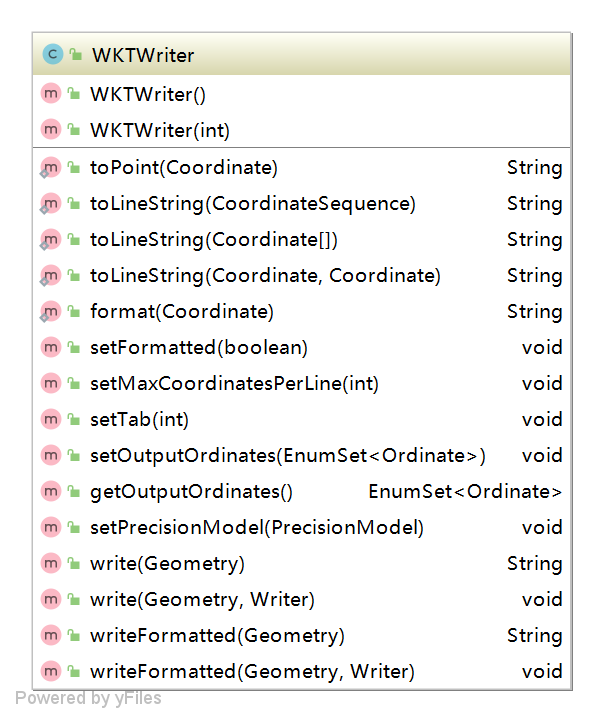 C WKTWriter
m WKTWriter()
m WKTWriter(int)
m toPoint(Coordinate) String
m toLineString(CoordinateSequence) String
m toLineString(Coordinate[]) String
m toLineString(Coordinate, Coordinate) String
m format(Coordinate) String
m setFormatted(boolean) void
m setMaxCoordinatesPerLine(int) void
m setTab(int) void
m setOutputOrdinates(EnumSet<Ordinate>) void
m getOutputOrdinates() EnumSet<Ordinate>
m setPrecisionModel(PrecisionModel) void
m write(Geometry) String
m write(Geometry, Writer) void
m writeFormatted(Geometry) String
m writeFormatted(Geometry, Writer) void
Powered by yFiles